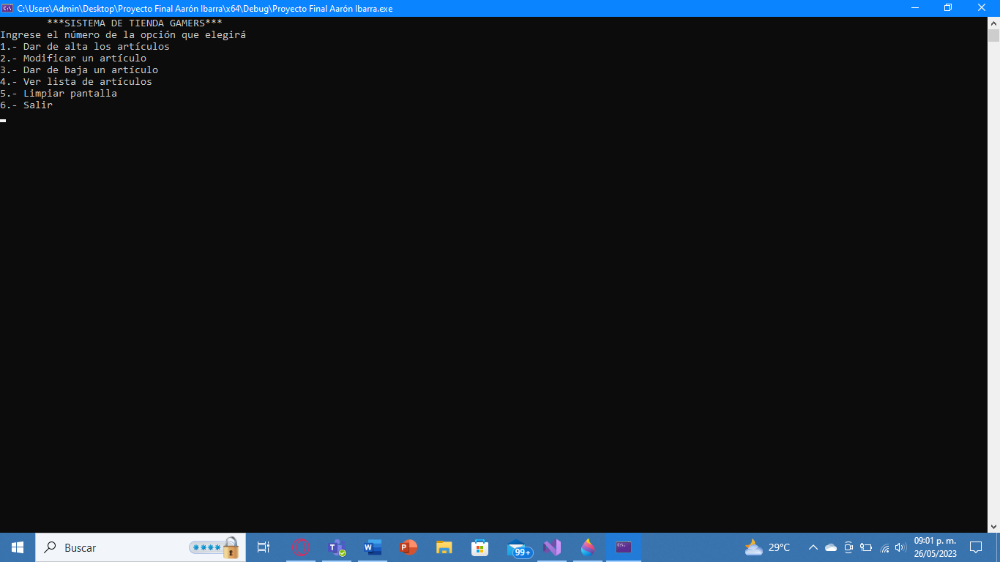 C:\Users\Admin\Desktop\Proyecto Final Aarón Ibarra\x64\Debug\Proyecto Final Aarón Ibarra.exe
***SISTEMA DE TIENDA GAMERS***
Ingrese el número de la opción que elegirá
1.- Dar de alta los artículos
2.- Modificar un artículo
3.- Dar de baja un artículo
4.- Ver lista de artículos
5.- Limpiar pantalla
6.- Salir
Buscar
99+
29°C
09:01 p. m.
26/05/2023